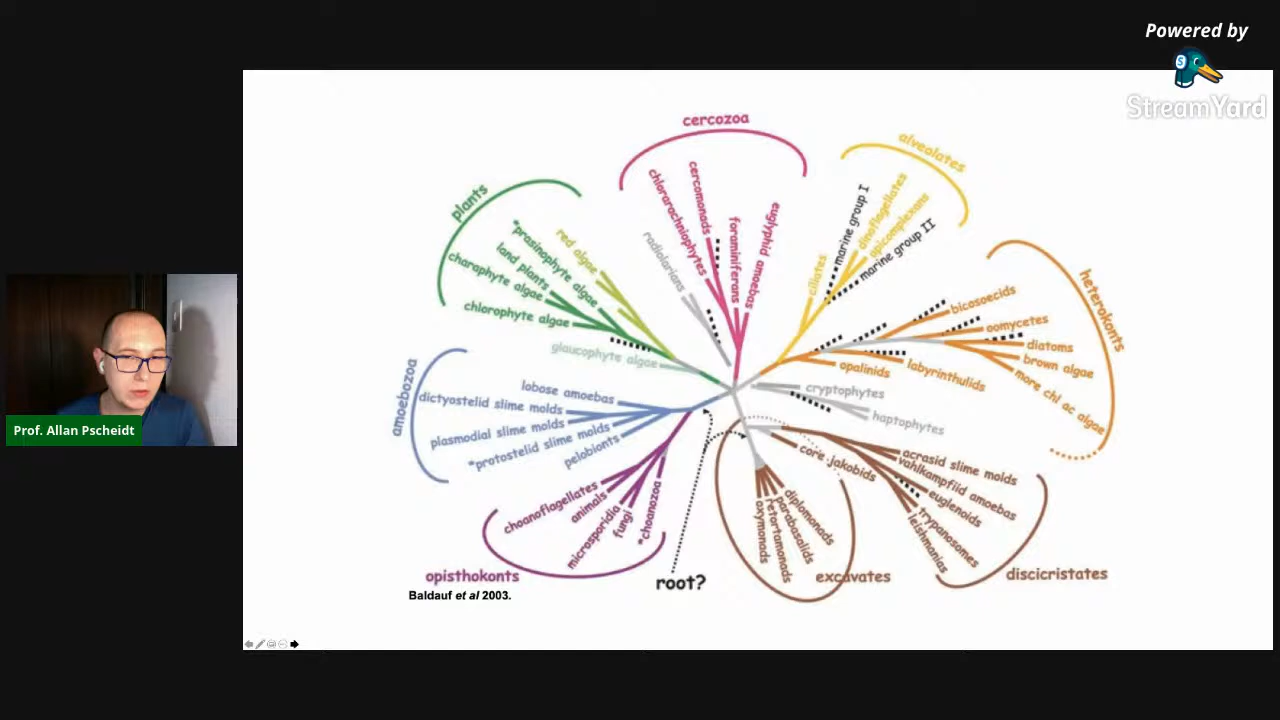 Powered by
StreamYard
cercozoa
alveolates
plants
heterokonts
amoebozoa
opisthokonts
excavates
discicristates
red algae
*prasinophyte algae
land plants
charaphyte algae
chlorophyte algae
glaucophyte algae
radiolarians
chlorarachniophytes
cercomonads
foraminiferans
euglyphid amoebas
ciliates
marine group I
dinoflagellates
apicomplexans
marine group II
bicosoecids
oomycetes
diatoms
brown algae
more chl ac algae
labyrinthulids
opalinids
cryptophytes
haptophytes
lobose amoebas
dictyostelid slime molds
plasmodial slime molds
*protostelid slime molds
pelobionts
choanoflagellates
animals
microsporidia
fungi
*choanozoa
root?
core jakobids
acrasid slime molds
vahlkampfiid amoebas
euglenoids
trypanosomes
leishmanias
diplomonads
parabasalids
retortamonads
oxymonads
Baldauf et al 2003.
Prof. Allan Pscheidt